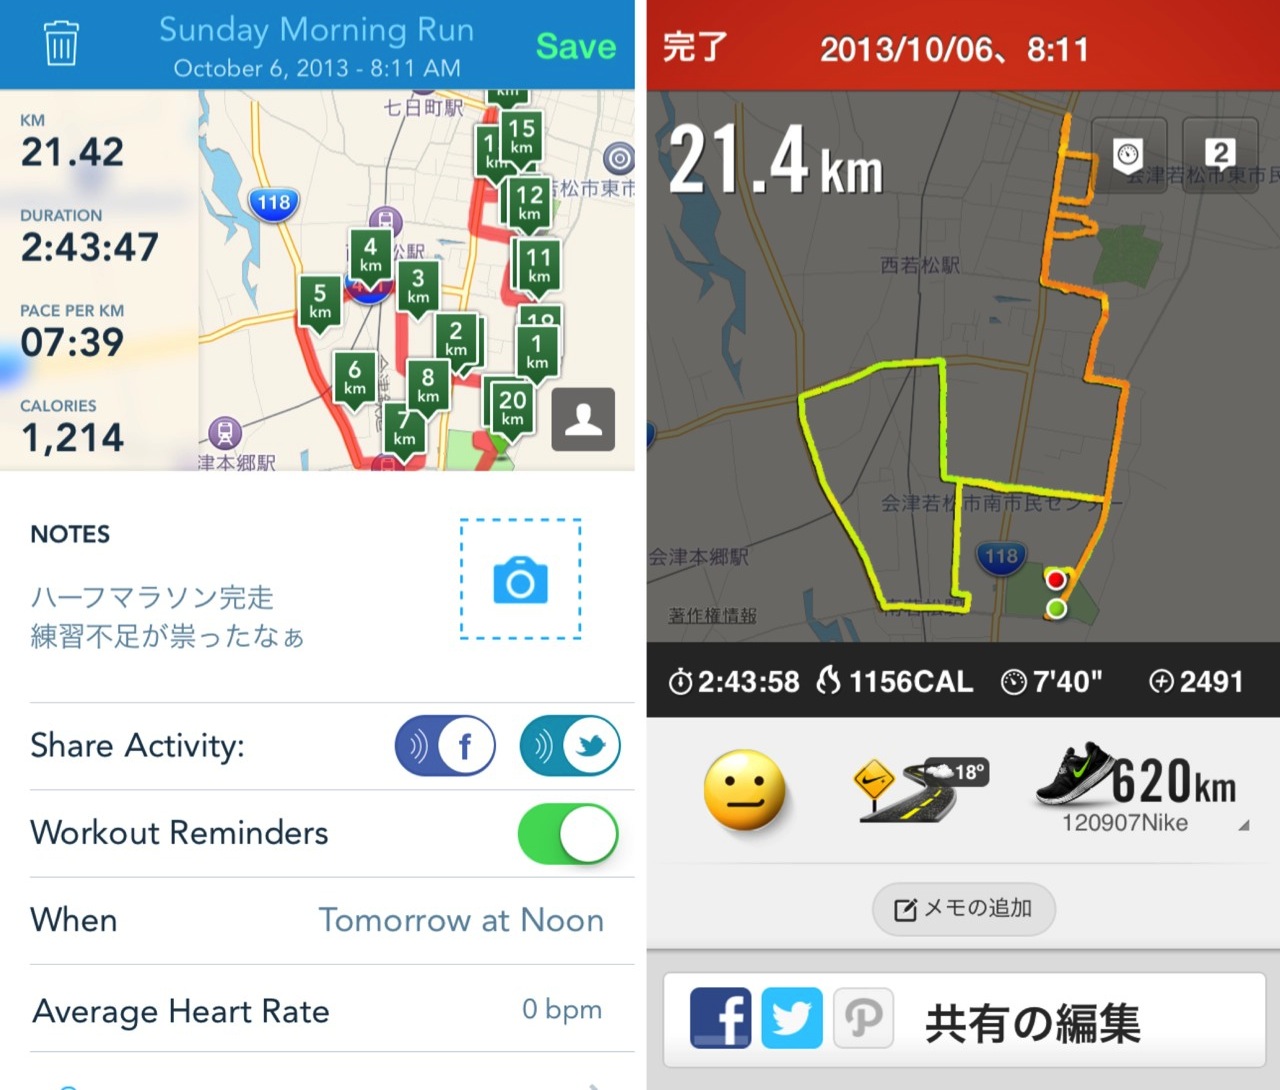 Sunday Morning Run
October 6, 2013 - 8:11 AM
Save
KM
21.42
DURATION
2:43:47
PACE PER KM
07:39
CALORIES
1,214
七日町駅
km
15
km
12
km
118
4
km
11
km
3
km
5
km
2
km
1
km
6
km
8
km
20
km
7
km
津本郷駅
NOTES
ハーフマラソン完走
練習不足が祟ったなぁ
Share Activity:
Workout Reminders
When
Tomorrow at Noon
Average Heart Rate
0 bpm
完了
2013/10/06、8:11
21.4 km
2
会津若松市東市民
西若松駅
会津若松市南市民センター
118
会津本郷駅
南若松駅
著作権情報
2:43:58
1156CAL
7'40"
2491
18°
620km
120907Nike
メモの追加
共有の編集